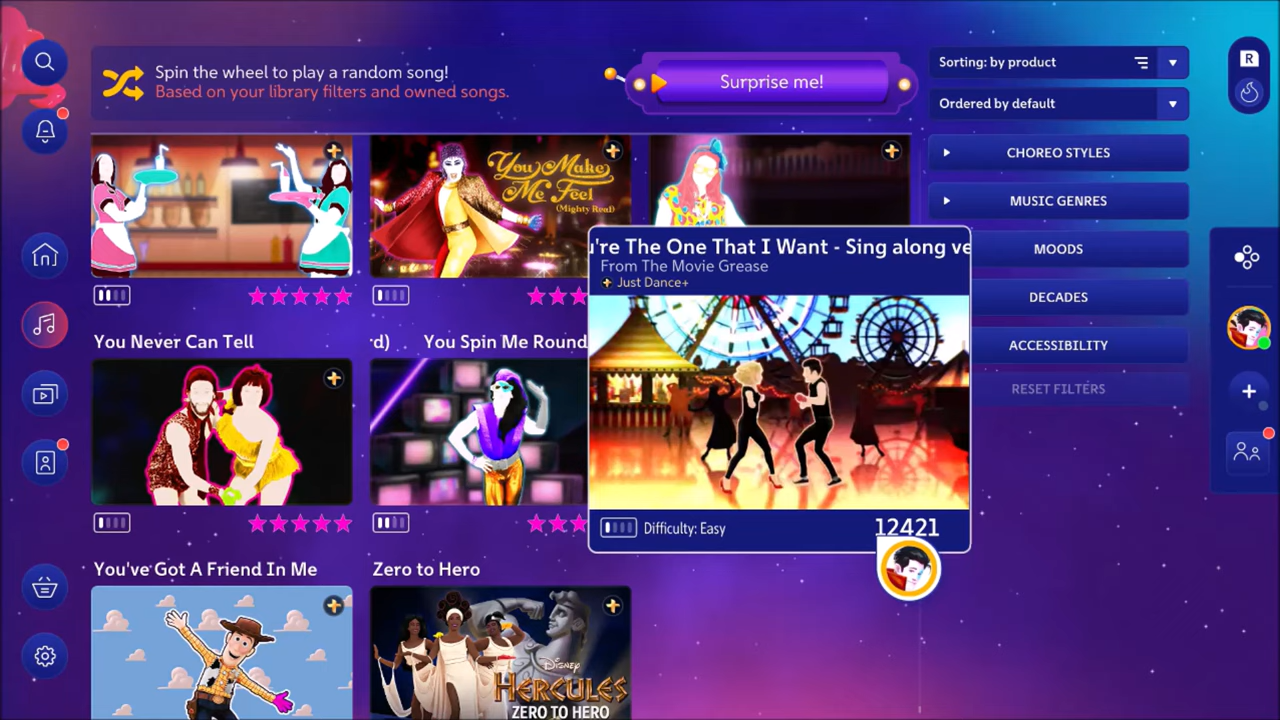 Spin the wheel to play a random song!
Based on your library filters and owned songs.
Surprise me!
Sorting: by product
Ordered by default
R
CHOREO STYLES
MUSIC GENRES
MOODS
DECADES
ACCESSIBILITY
RESET FILTERS
You Make
Me Feel
(Mighty Real)
're The One That I Want - Sing along ve
From The Movie Grease
Just Dance+
Difficulty: Easy
12421
You Never Can Tell
rd)
You Spin Me Round
You've Got A Friend In Me
Zero to Hero
Disney
HERCULES
ZERO TO HERO